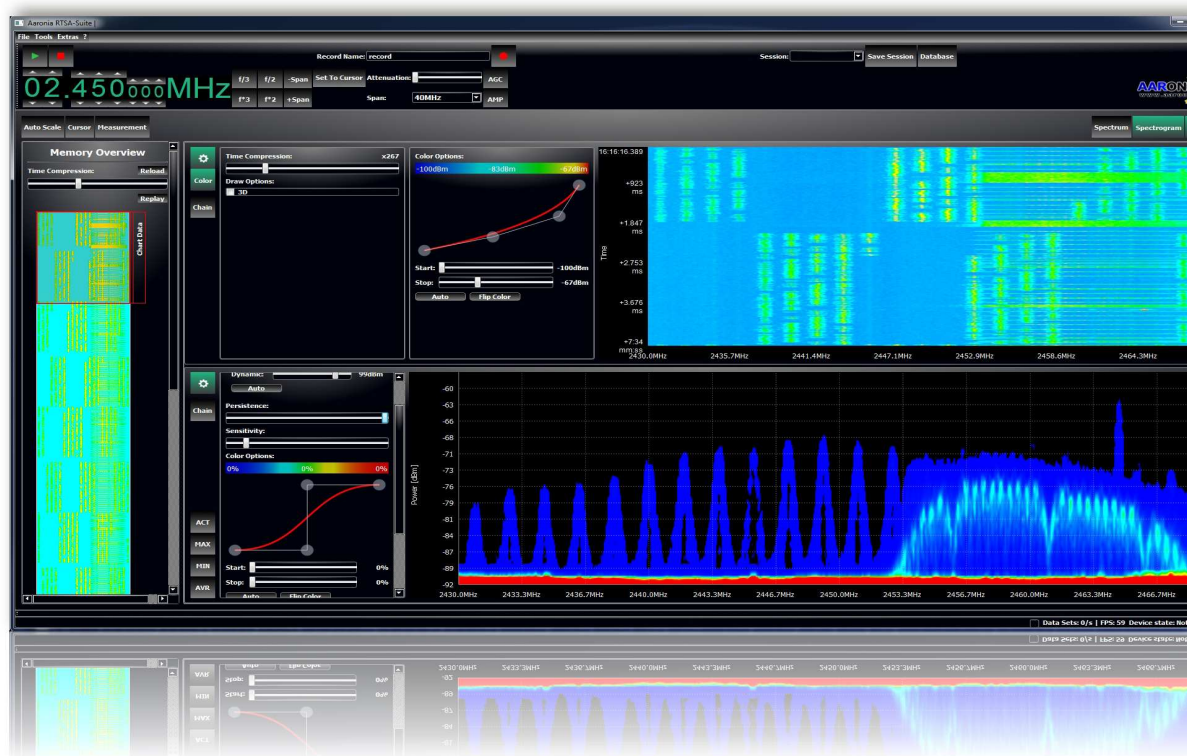 Aaronia RTSA-Suite |
File Tools Extras ?
Record Name: record
Session:
Save Session
Database
02.450000MHz
f/3 f/2 -Span Set To Cursor Attenuation: AGC
f*3 f*2 +Span Span: 40MHz AMP
AARON
Auto Scale Cursor Measurement
Spectrum Spectrogram
Memory Overview
Time Compression: Reload
Replay
Chart Data
Color
Chain
Time Compression: x267
Draw Options:
3D
Color Options:
-100dBm -83dBm -67dBm
Start: -100dBm
Stop: -67dBm
Auto Flip Color
Time
16:16:16.389
+923
ms
+1.847
ms
+2.753
ms
+3.676
ms
+7:34
mm:ss
2430.0MHz 2435.7MHz 2441.4MHz 2447.1MHz 2452.9MHz 2458.6MHz 2464.3MHz
Chain
ACT
MAX
MIN
AVR
Dynamic: 99dBm
Auto
Persistence:
Sensitivity:
Color Options:
0% 0% 0%
Start: 0%
Stop: 0%
Auto Flip Color
Power [dBm]
-60
-63
-66
-68
-71
-73
-76
-79
-81
-84
-87
-89
-92
2430.0MHz 2433.3MHz 2436.7MHz 2440.0MHz 2443.3MHz 2446.7MHz 2450.0MHz 2453.3MHz 2456.7MHz 2460.0MHz 2463.3MHz 2466.7MHz
Data Sets: 0/s | FPS: 59 Device state: Not